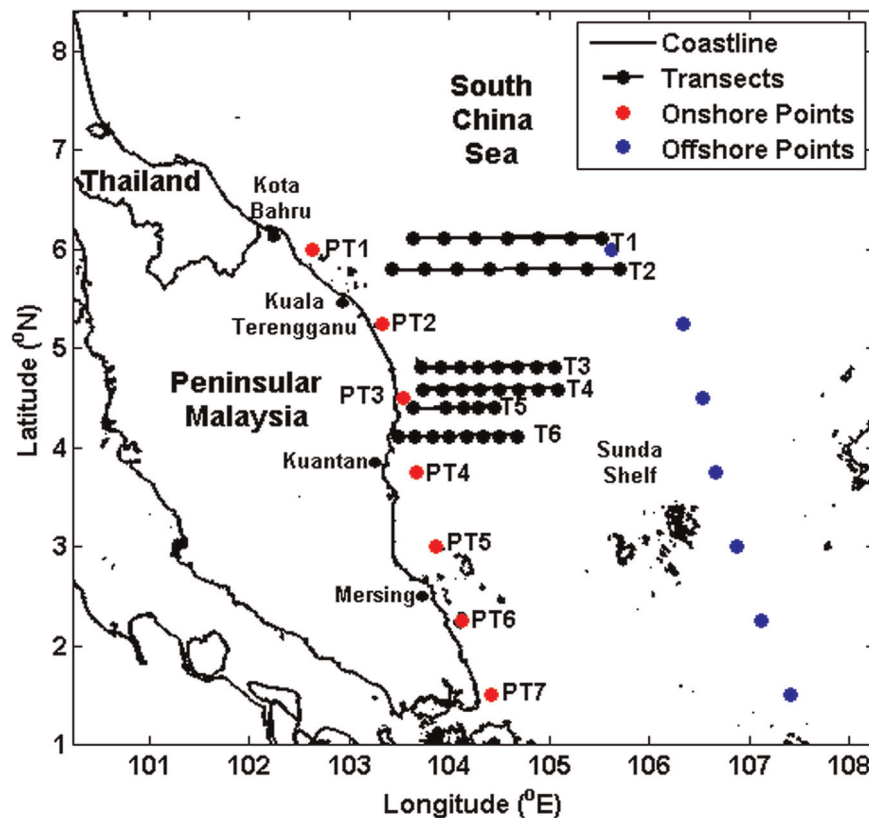 Coastline
Transects
Onshore Points
Offshore Points
South
China
Sea
Thailand
Kota
Bahru
PT1
T1
T2
Kuala
Terengganu
PT2
Peninsular
Malaysia
T3
T4
PT3
T5
T6
Kuantan
PT4
Sunda
Shelf
PT5
Mersing
PT6
PT7
8
7
6
5
4
3
2
1
Latitude (⁰N)
101 102 103 104 105 106 107 108
Longitude (⁰E)